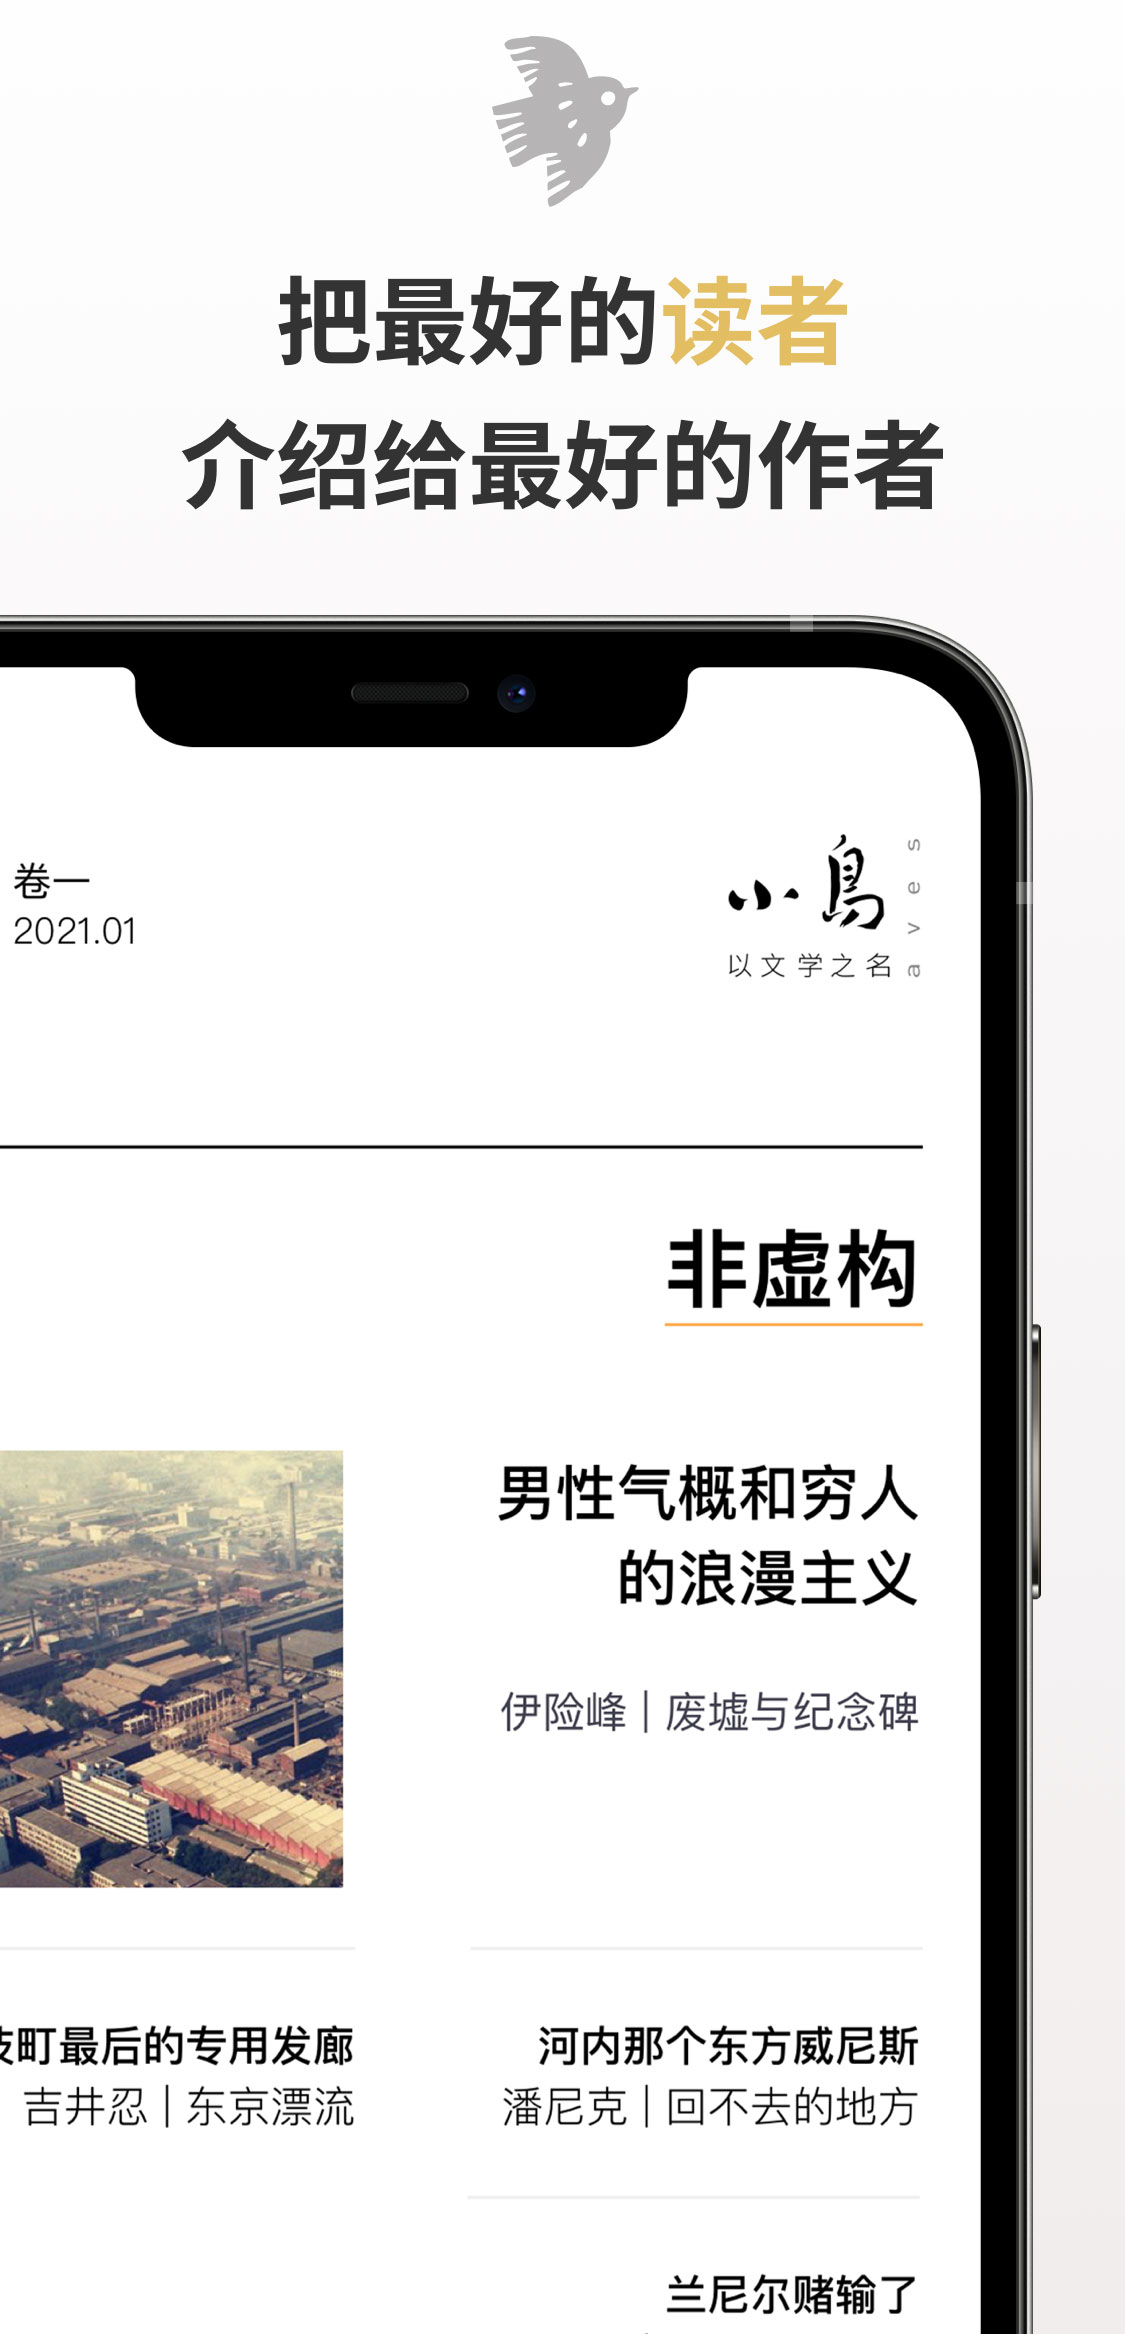 把最好的读者
介绍给最好的作者
卷一
2021.01
小鳥
aves
以文学之名
非虚构
男性气概和穷人
的浪漫主义
伊险峰｜废墟与纪念碑
町最后的专用发廊
吉井忍｜东京漂流
河内那个东方威尼斯
潘尼克｜回不去的地方
兰尼尔赌输了